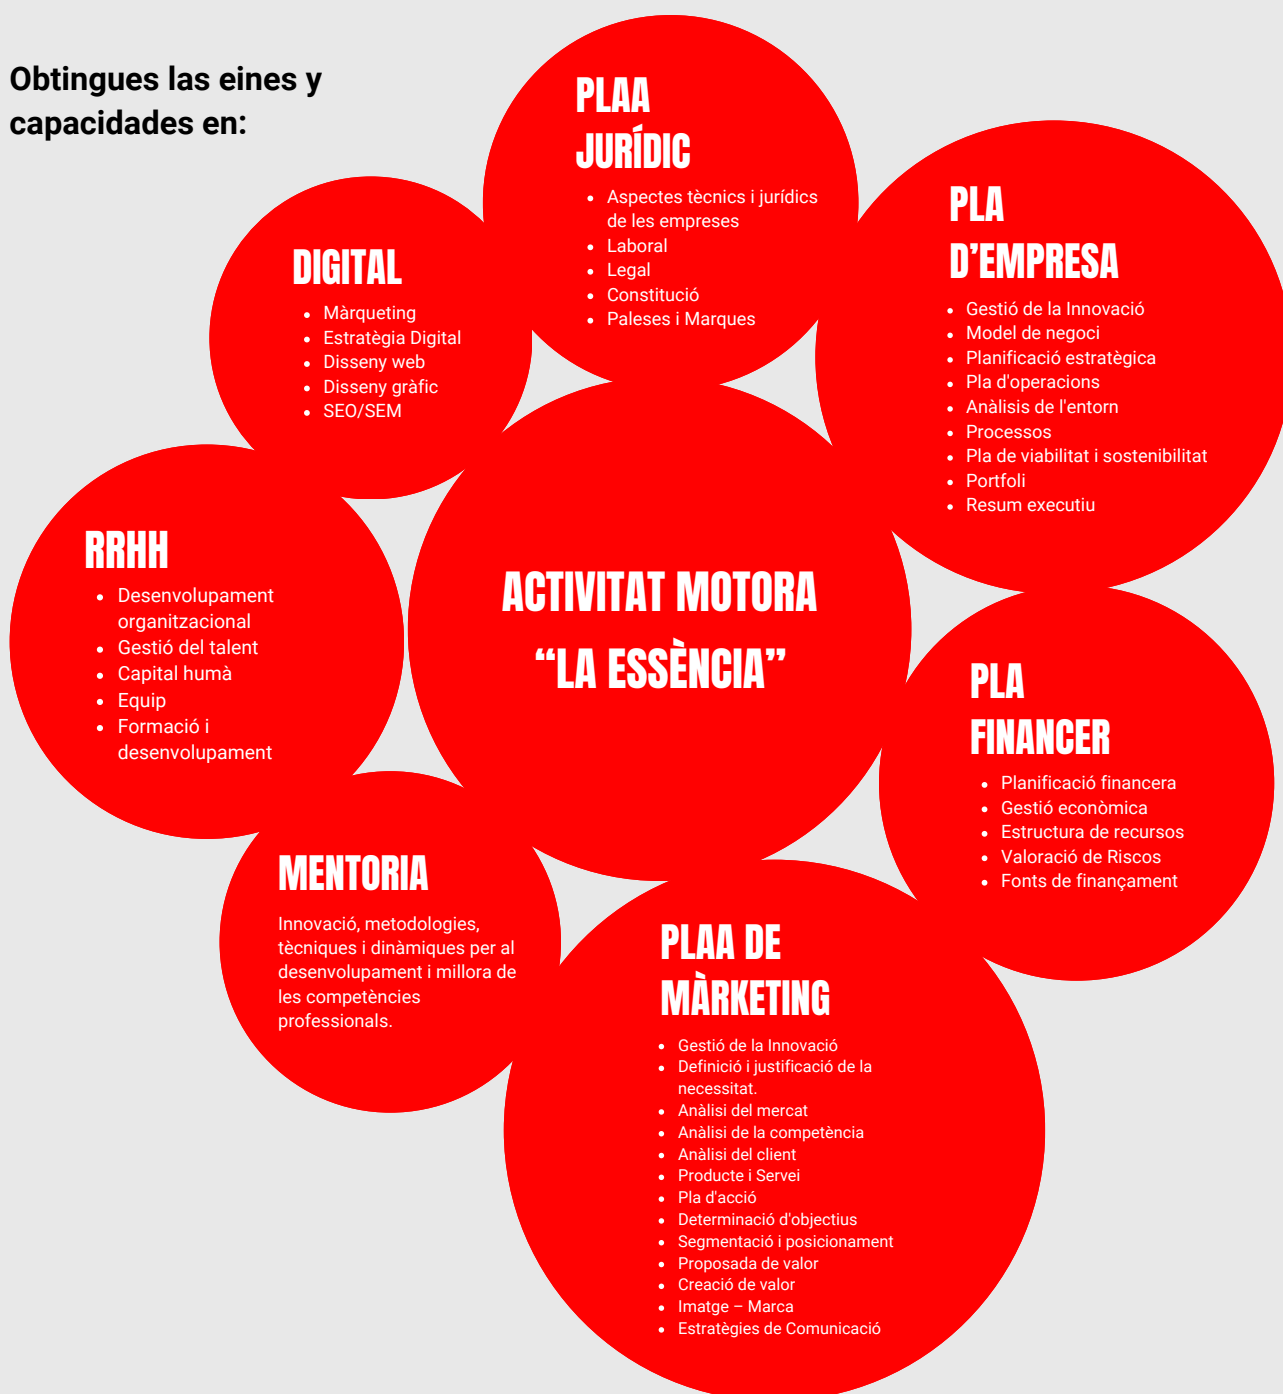 Obtingues las eines y
capacidades en:
PLAA
JURÍDIC
• Aspectes tècnics i jurídics
de les empreses
• Laboral
• Legal
• Constitució
• Paleses i Marques
PLA
D'EMPRESA
• Gestió de la Innovació
• Model de negoci
• Planificació estratègica
• Pla d'operacions
• Anàlisis de l'entorn
• Processos
• Pla de viabilitat i sostenibilitat
• Portfoli
• Resum executiu
DIGITAL
• Màrqueting
• Estratègia Digital
• Disseny web
• Disseny gràfic
• SEO/SEM
RRHH
• Desenvolupament
organitzacional
• Gestió del talent
• Capital humà
• Equip
• Formació i
desenvolupament
ACTIVITAT MOTORA
“LA ESSÈNCIA”
PLA
FINANCER
• Planificació financera
• Gestió econòmica
• Estructura de recursos
• Valoració de Riscos
• Fonts de finançament
MENTORIA
Innovació, metodologies,
tècniques i dinàmiques per al
desenvolupament i millora de
les competències
professionals.
PLAA DE
MÀRKETING
• Gestió de la Innovació
• Definició i justificació de la
necessitat.
• Anàlisi del mercat
• Anàlisi de la competència
• Anàlisi del client
• Producte i Servei
• Pla d'acció
• Determinació d'objectius
• Segmentació i posicionament
• Proposada de valor
• Creació de valor
• Imatge – Marca
• Estratègies de Comunicació